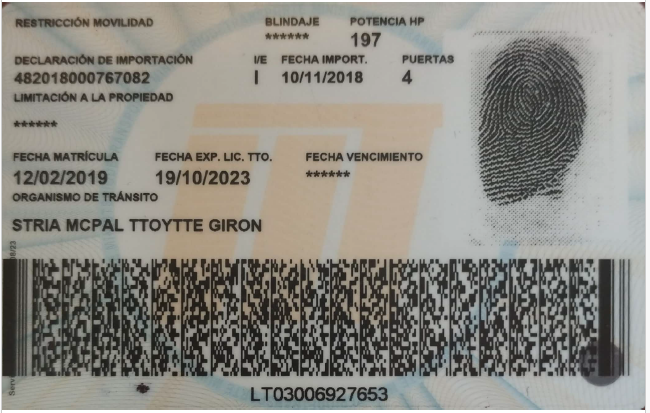 RESTRICCIÓN MOVILIDAD BLINDAJE POTENCIA HP
****** 197
DECLARACIÓN DE IMPORTACIÓN I/E FECHA IMPORT. PUERTAS
482018000767082 I 10/11/2018 4
LIMITACIÓN A LA PROPIEDAD
******
FECHA MATRÍCULA FECHA EXP. LIC. TTO. FECHA VENCIMIENTO
12/02/2019 19/10/2023 ******
ORGANISMO DE TRÁNSITO
STRIA MCPAL TTOYTTE GIRON
LT03006927653